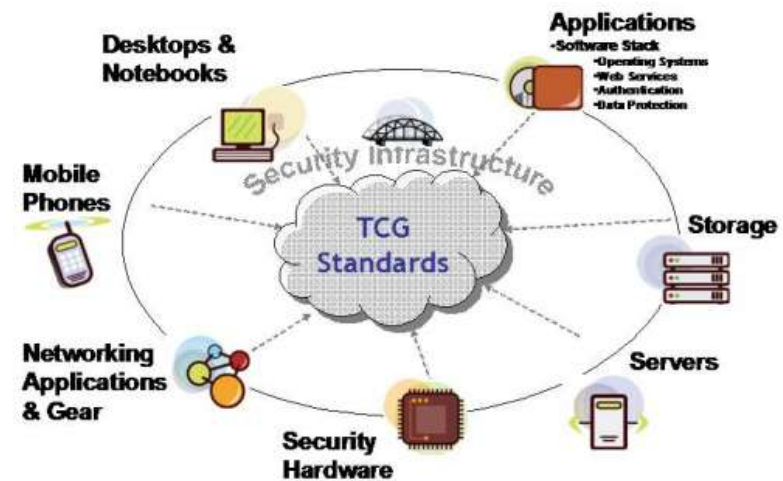 Desktops &
Notebooks
Applications
•Software Stack
•Operating Systems
•Web Services
•Authentication
•Data Protection
Security Infrastructure
Mobile
Phones
TCG
Standards
Storage
Networking
Applications
& Gear
Servers
Security
Hardware